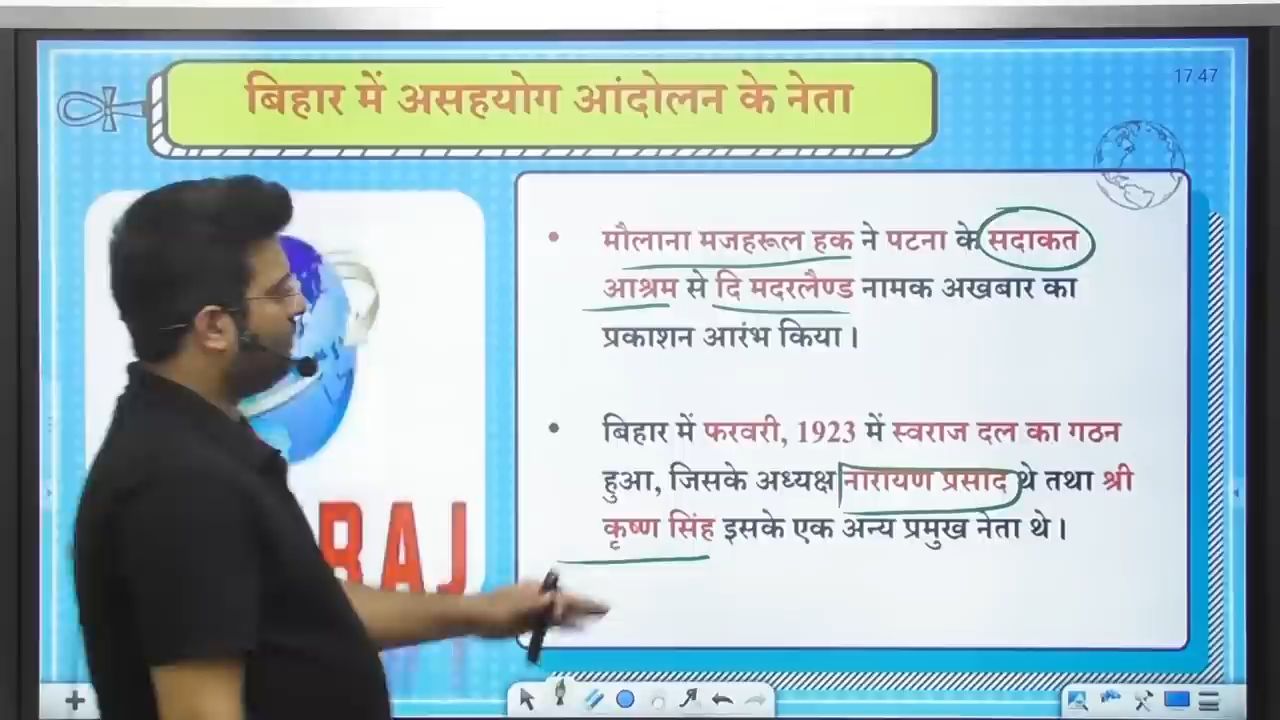 बिहार में असहयोग आंदोलन के नेता
17:47
• मौलाना मजहरूल हक ने पटना के सदाकत
आश्रम से दि मदरलैण्ड नामक अखबार का
प्रकाशन आरंभ किया।
• बिहार में फरवरी, 1923 में स्वराज दल का गठन
हुआ, जिसके अध्यक्ष नारायण प्रसाद थे तथा श्री
कृष्ण सिंह इसके एक अन्य प्रमुख नेता थे।
RAJ